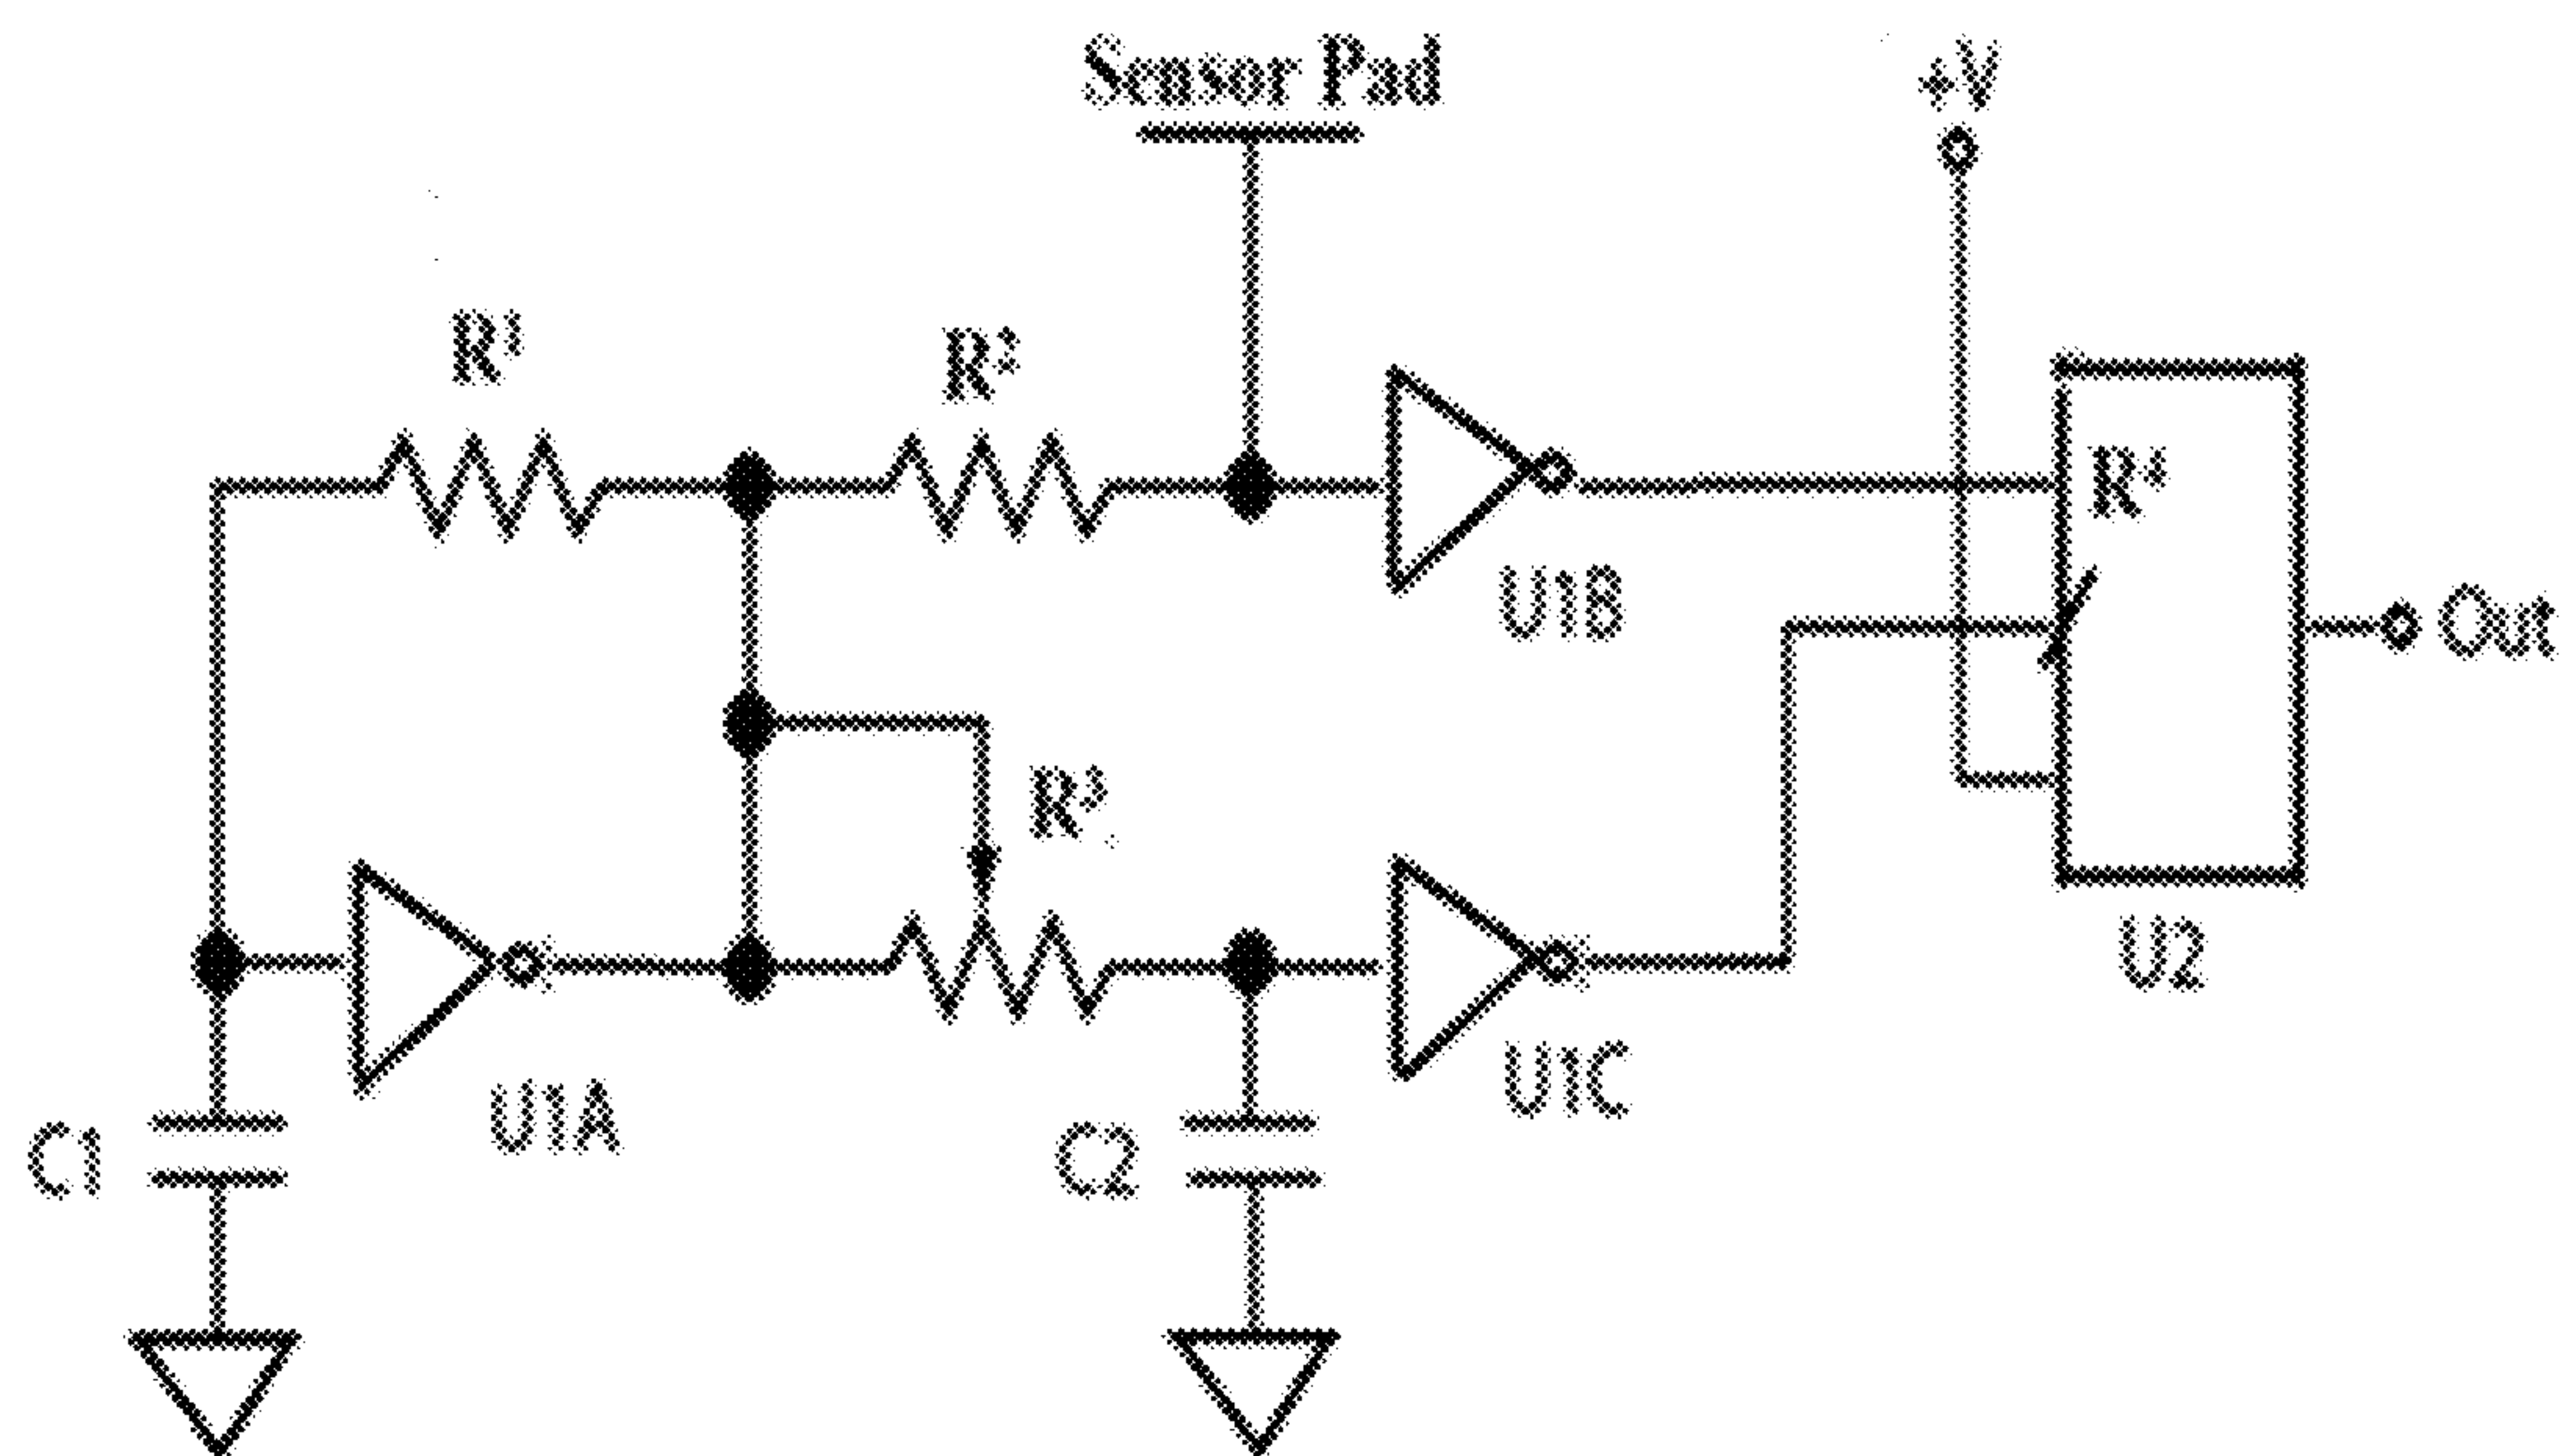 Sensor Pad
+V
R¹
R²
R⁴
U1B
Out
R³
U2
U1A
U1C
C1
C2